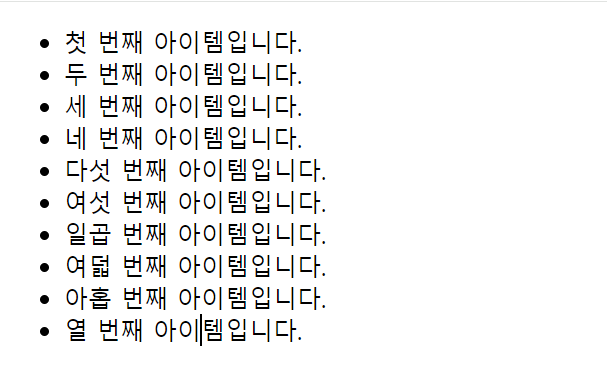 첫 번째 아이템입니다.
두 번째 아이템입니다.
세 번째 아이템입니다.
네 번째 아이템입니다.
다섯 번째 아이템입니다.
여섯 번째 아이템입니다.
일곱 번째 아이템입니다.
여덟 번째 아이템입니다.
아홉 번째 아이템입니다.
열 번째 아이템입니다.